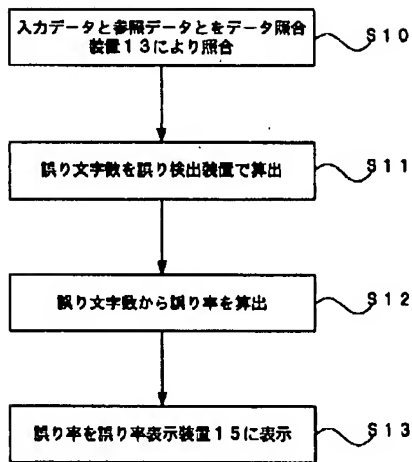 入力データと参照データとをデータ照合
装置13により照合
S10
誤り文字数を誤り検出装置で算出
S11
誤り文字数から誤り率を算出
S12
誤り率を誤り率表示装置15に表示
S13